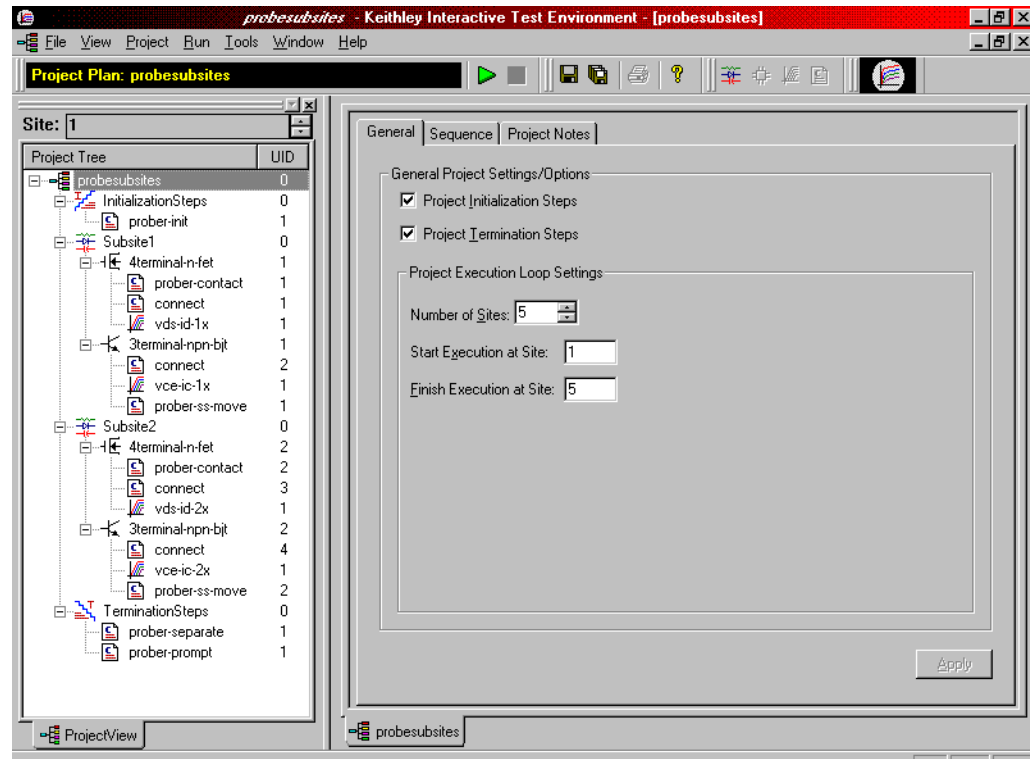 probesubsites - Keithley Interactive Test Environment - [probesubsites]
File View Project Run Tools Window Help
Project Plan: probesubsites
Site: 1
Project Tree UID
probesubsites 0
InitializationSteps 0
prober-init 1
Subsite1 0
4terminal-n-fet 1
prober-contact 1
connect 1
vds-id-1x 1
3terminal-npn-bjt 1
connect 2
vce-ic-1x 1
prober-ss-move 1
Subsite2 0
4terminal-n-fet 2
prober-contact 2
connect 3
vds-id-2x 1
3terminal-npn-bjt 2
connect 4
vce-ic-2x 1
prober-ss-move 2
TerminationSteps 0
prober-separate 1
prober-prompt 1
ProjectView
General Sequence Project Notes
General Project Settings/Options
Project Initialization Steps
Project Termination Steps
Project Execution Loop Settings
Number of Sites: 5
Start Execution at Site: 1
Finish Execution at Site: 5
Apply
probesubsites